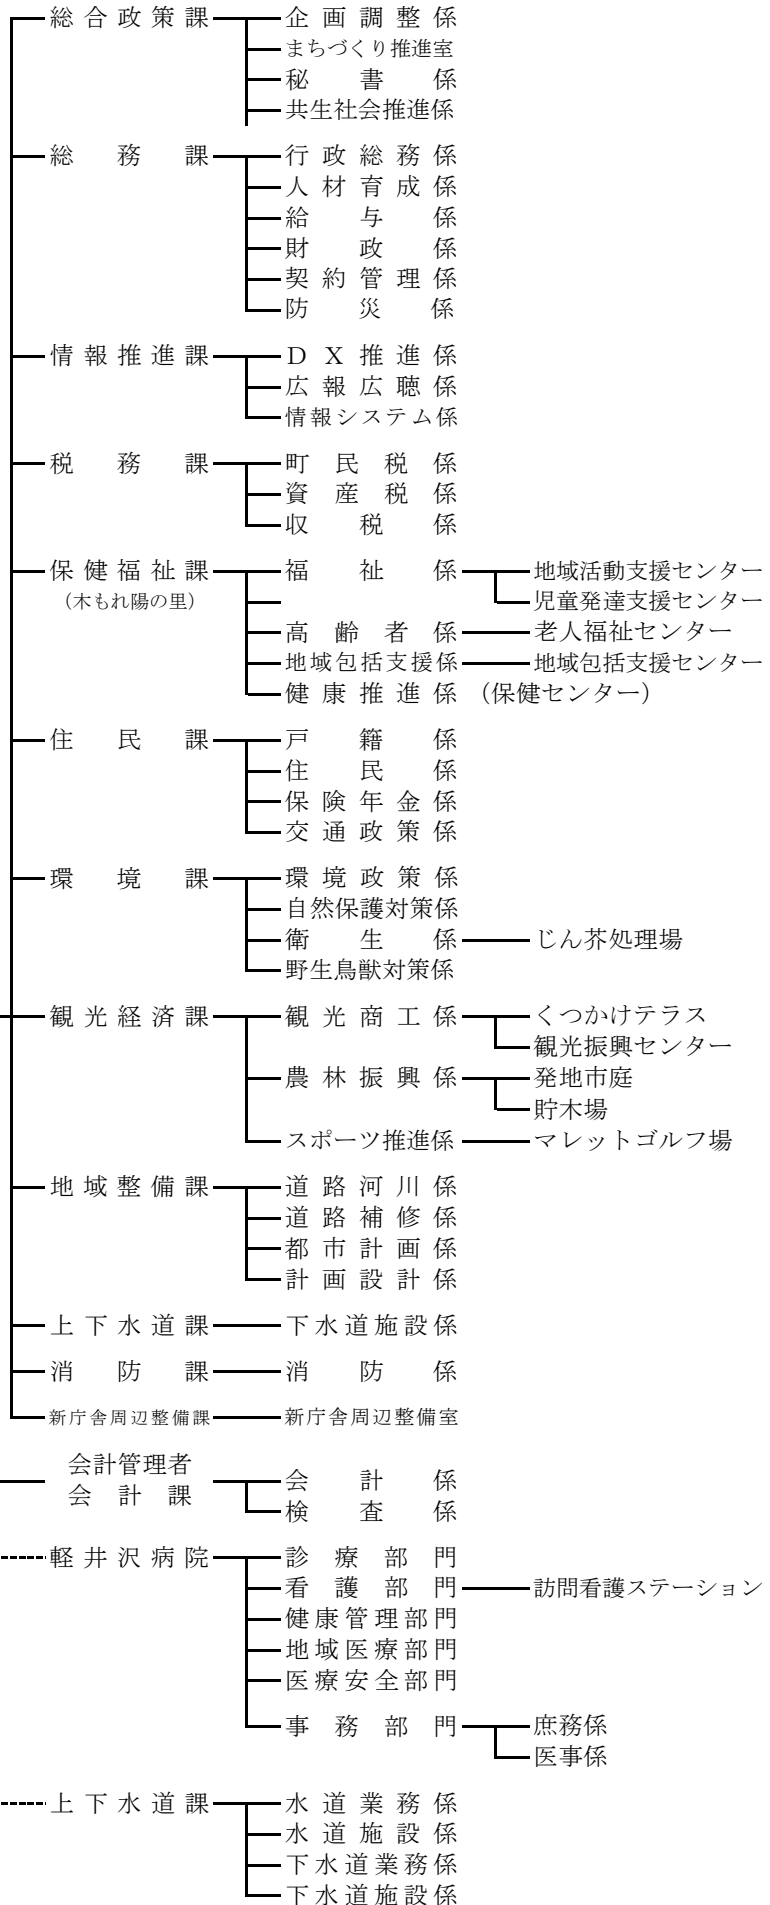 総合政策課 企画調整係
まちづくり推進室
秘書係
共生社会推進係
総務課 行政総務係
人材育成係
給与係
財政係
契約管理係
防災係
情報推進課 ＤＸ推進係
広報広聴係
情報システム係
税務課 町民税係
資産税係
収税係
保健福祉課 福祉係 地域活動支援センター
（木もれ陽の里） 児童発達支援センター
高齢者係 老人福祉センター
地域包括支援係 地域包括支援センター
健康推進係（保健センター）
住民課 戸籍係
住民係
保険年金係
交通政策係
環境課 環境政策係
自然保護対策係
衛生係 じん芥処理場
野生鳥獣対策係
観光経済課 観光商工係 くつかけテラス
観光振興センター
農林振興係 発地市庭
貯木場
スポーツ推進係 マレットゴルフ場
地域整備課 道路河川係
道路補修係
都市計画係
計画設計係
上下水道課 下水道施設係
消防課 消防係
新庁舎周辺整備課 新庁舎周辺整備室
会計管理者
会計課 会計係
検査係
軽井沢病院 診療部門
看護部門 訪問看護ステーション
健康管理部門
地域医療部門
医療安全部門
事務部門 庶務係
医事係
上下水道課 水道業務係
水道施設係
下水道業務係
下水道施設係